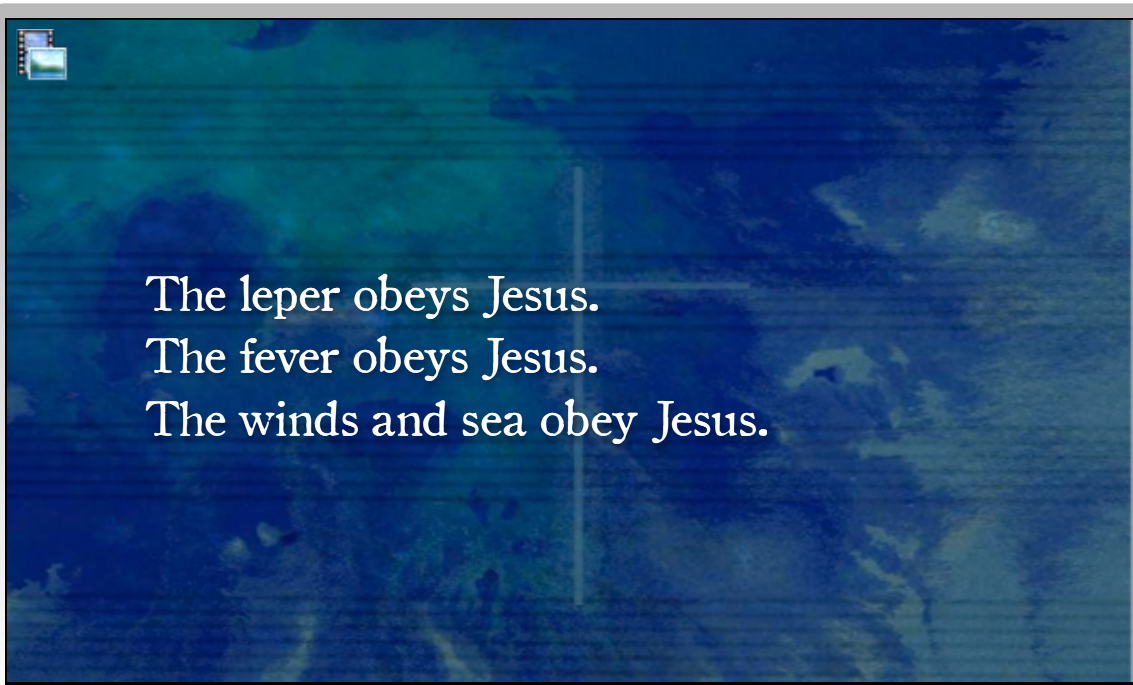 The leper obeys Jesus.
The fever obeys Jesus.
The winds and sea obey Jesus.